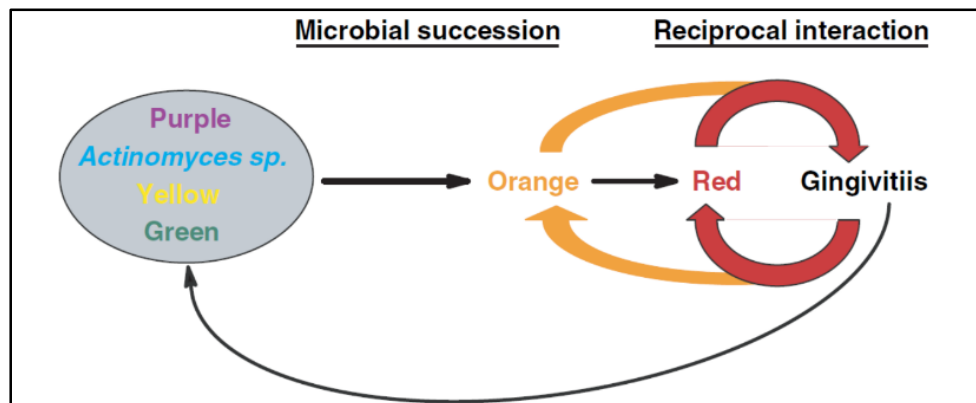 Microbial succession
Reciprocal interaction
Purple
Actinomyces sp.
Yellow
Green
Orange
Red
Gingivitiis